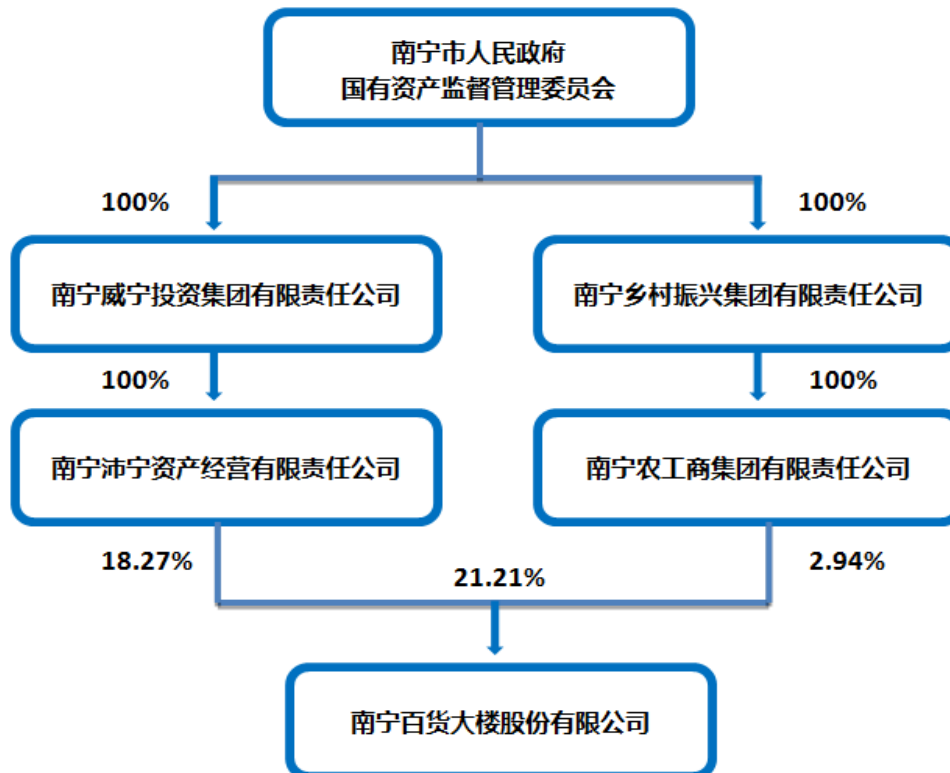 南宁市人民政府
国有资产监督管理委员会
100%
100%
南宁威宁投资集团有限责任公司
南宁乡村振兴集团有限责任公司
100%
100%
南宁沛宁资产经营有限责任公司
南宁农工商集团有限责任公司
18.27%
21.21%
2.94%
南宁百货大楼股份有限公司